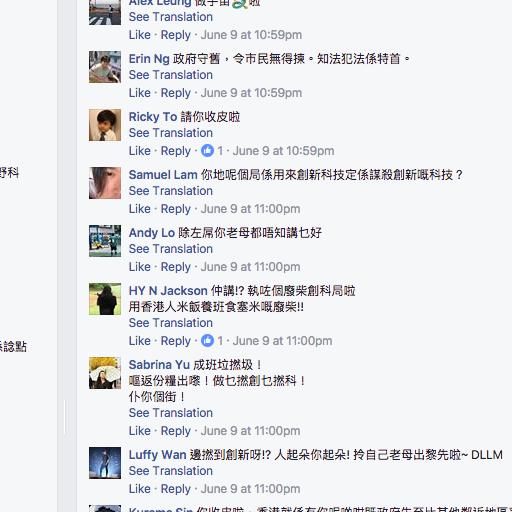 Alex Leung 做宇宙啦
See Translation
Like · Reply · June 9 at 10:59pm
Erin Ng 政府守舊，令市民無得揀。知法犯法係特首。
See Translation
Like · Reply · June 9 at 10:59pm
Ricky To 請你收皮啦
See Translation
Like · Reply · 1 · June 9 at 10:59pm
野科
Samuel Lam 你地呢個局係用來創新科技定係謀殺創新嘅科技？
See Translation
Like · Reply · June 9 at 11:00pm
Andy Lo 除左屌你老母都唔知講乜好
See Translation
Like · Reply · June 9 at 11:00pm
HY N Jackson 仲講!? 執咗個廢柴創科局啦
用香港人米飯養班食塞米嘅廢柴!!
See Translation
Like · Reply · 1 · June 9 at 11:00pm
諗點
Sabrina Yu 成班垃撚圾！
嘔返份糧出嚟！做乜撚創乜撚科！
仆你個街！
See Translation
Like · Reply · June 9 at 11:00pm
Luffy Wan 邊撚到創新呀!? 人起朵你起朵! 拎自己老母出黎先啦~ DLLM
See Translation
Like · Reply · June 9 at 11:00pm